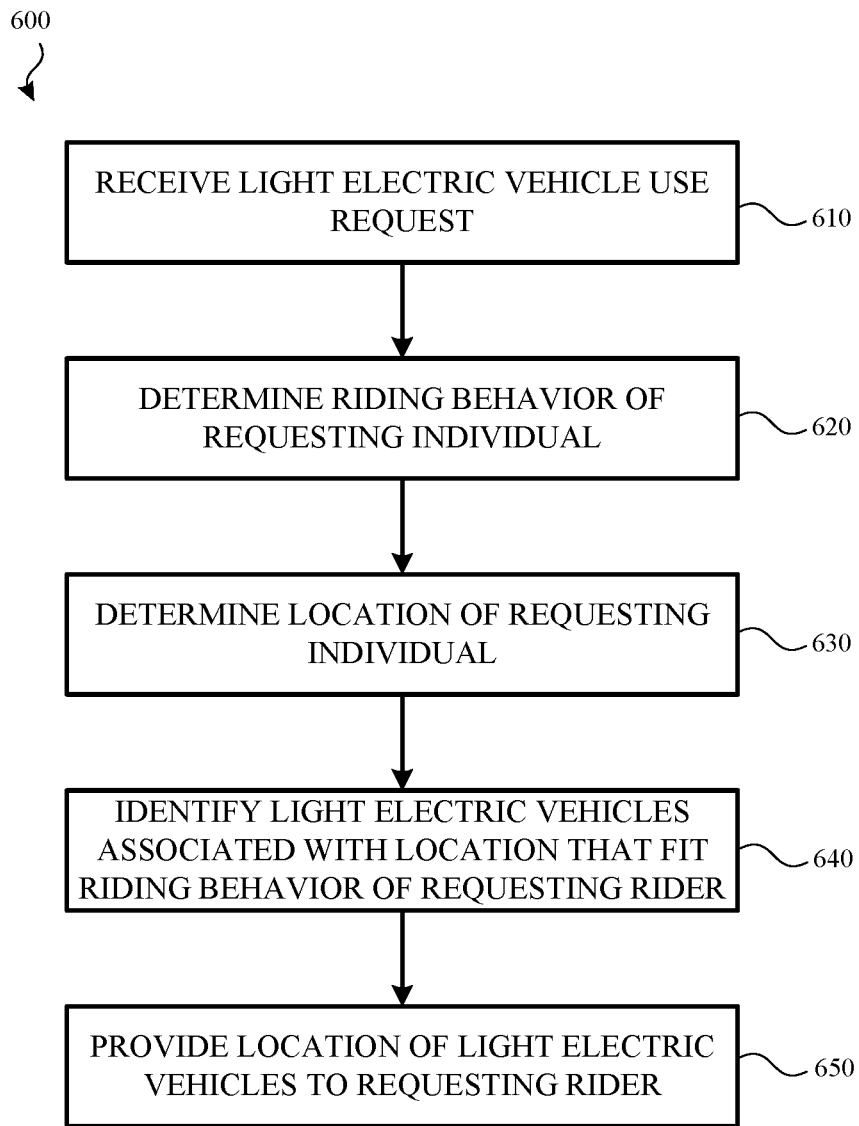 600
RECEIVE LIGHT ELECTRIC VEHICLE USE
REQUEST
610
DETERMINE RIDING BEHAVIOR OF
REQUESTING INDIVIDUAL
620
DETERMINE LOCATION OF REQUESTING
INDIVIDUAL
630
IDENTIFY LIGHT ELECTRIC VEHICLES
ASSOCIATED WITH LOCATION THAT FIT
RIDING BEHAVIOR OF REQUESTING RIDER
640
PROVIDE LOCATION OF LIGHT ELECTRIC
VEHICLES TO REQUESTING RIDER
650